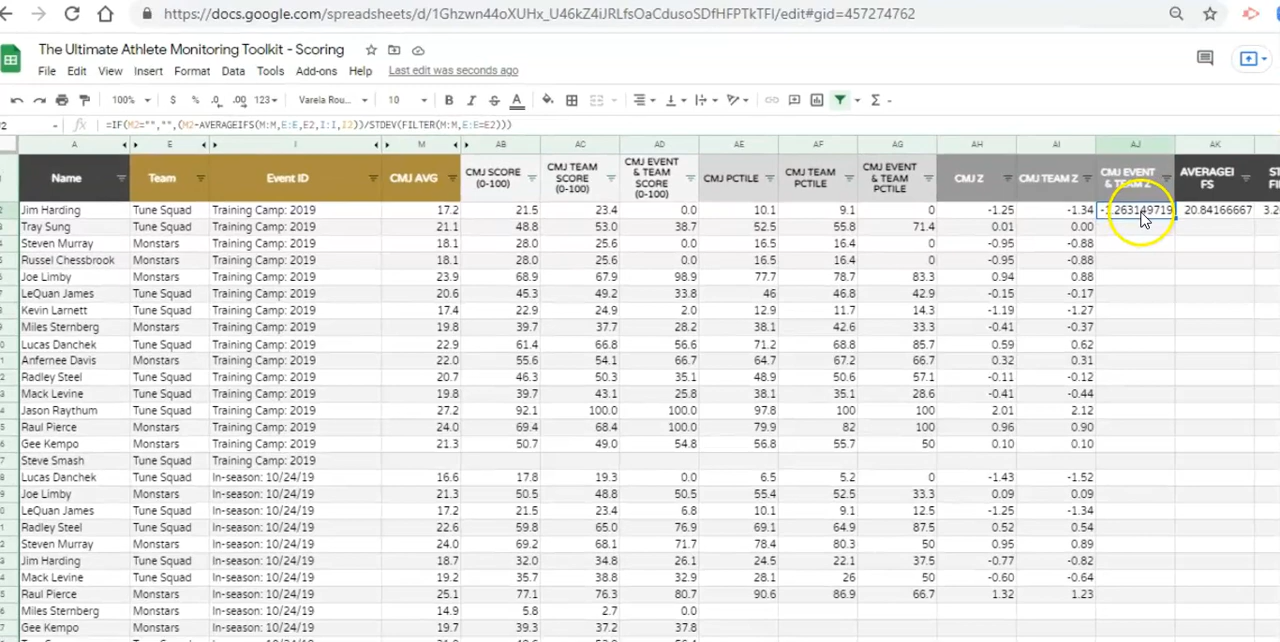 https://docs.google.com/spreadsheets/d/1Ghzwn44oXUHx_U46kZ4iJRLfsOaCdusoSDfHFPTkTFI/edit#gid=457274762
The Ultimate Athlete Monitoring Toolkit - Scoring
File Edit View Insert Format Data Tools Add-ons Help Last edit was seconds ago
100% $ % .0 .00 123 Varela Rou... 10 B I S A
=IF(M2="","",(M2-AVERAGEIFS(M:M,E:E,E2,I:I,I2))/STDEV(FILTER(M:M,E:E=E2)))
A E I M AB AC AD AE AF AG AH AI AJ AK
Name Team Event ID CMJ AVG CMJ SCORE (0-100) CMJ TEAM SCORE (0-100) CMJ EVENT & TEAM SCORE (0-100) CMJ PCTILE CMJ TEAM PCTILE CMJ EVENT & TEAM PCTILE CMJ Z CMJ TEAM Z CMJ EVENT & TEAM Z AVERAGEIFS
Jim Harding Tune Squad Training Camp: 2019 17.2 21.5 23.4 0.0 10.1 9.1 0 -1.25 -1.34 20.84166667
Tray Sung Tune Squad Training Camp: 2019 21.1 48.8 53.0 38.7 52.5 55.8 71.4 0.01 0.00
Steven Murray Monstars Training Camp: 2019 18.1 28.0 25.6 0.0 16.5 16.4 0 -0.95 -0.88
Russel Chessbrook Monstars Training Camp: 2019 18.1 28.0 25.6 0.0 16.5 16.4 0 -0.95 -0.88
Joe Limby Monstars Training Camp: 2019 23.9 68.9 67.9 98.9 77.7 78.7 83.3 0.94 0.88
LeQuan James Tune Squad Training Camp: 2019 20.6 45.3 49.2 33.8 46 46.8 42.9 -0.15 -0.17
Kevin Larnett Tune Squad Training Camp: 2019 17.4 22.9 24.9 2.0 12.9 11.7 14.3 -1.19 -1.27
Miles Sternberg Monstars Training Camp: 2019 19.8 39.7 37.7 28.2 38.1 42.6 33.3 -0.41 -0.37
Lucas Danchek Tune Squad Training Camp: 2019 22.9 61.4 66.8 56.6 71.2 68.8 85.7 0.59 0.62
Anfernee Davis Monstars Training Camp: 2019 22.0 55.6 54.1 66.7 64.7 67.2 66.7 0.32 0.31
Radley Steel Tune Squad Training Camp: 2019 20.7 46.3 50.3 35.1 48.9 50.6 57.1 -0.11 -0.12
Mack Levine Tune Squad Training Camp: 2019 19.8 39.7 43.1 25.8 38.1 35.1 28.6 -0.41 -0.44
Jason Raythum Tune Squad Training Camp: 2019 27.2 92.1 100.0 100.0 97.8 100 100 2.01 2.12
Raul Pierce Monstars Training Camp: 2019 24.0 69.4 68.4 100.0 79.9 82 100 0.96 0.90
Gee Kempo Monstars Training Camp: 2019 21.3 50.7 49.0 54.8 56.8 55.7 50 0.10 0.10
Steve Smash Tune Squad Training Camp: 2019
Lucas Danchek Tune Squad In-season: 10/24/19 16.6 17.8 19.3 0.0 6.5 5.2 0 -1.43 -1.52
Joe Limby Monstars In-season: 10/24/19 21.3 50.5 48.8 50.5 55.4 52.5 33.3 0.09 0.09
LeQuan James Tune Squad In-season: 10/24/19 17.2 21.5 23.4 6.8 10.1 9.1 12.5 -1.25 -1.34
Radley Steel Tune Squad In-season: 10/24/19 22.6 59.8 65.0 76.9 69.1 64.9 87.5 0.52 0.54
Steven Murray Monstars In-season: 10/24/19 24.0 69.2 68.1 71.7 78.4 80.3 50 0.95 0.89
Jim Harding Tune Squad In-season: 10/24/19 18.7 32.0 34.8 26.1 24.5 22.1 37.5 -0.77 -0.82
Mack Levine Tune Squad In-season: 10/24/19 19.2 35.7 38.8 32.9 28.1 26 50 -0.60 -0.64
Raul Pierce Monstars In-season: 10/24/19 25.1 77.1 76.3 80.7 90.6 86.9 66.7 1.32 1.23
Miles Sternberg Monstars In-season: 10/24/19 14.9 5.8 2.7 0.0
Gee Kempo Monstars In-season: 10/24/19 19.7 39.3 37.2 37.8